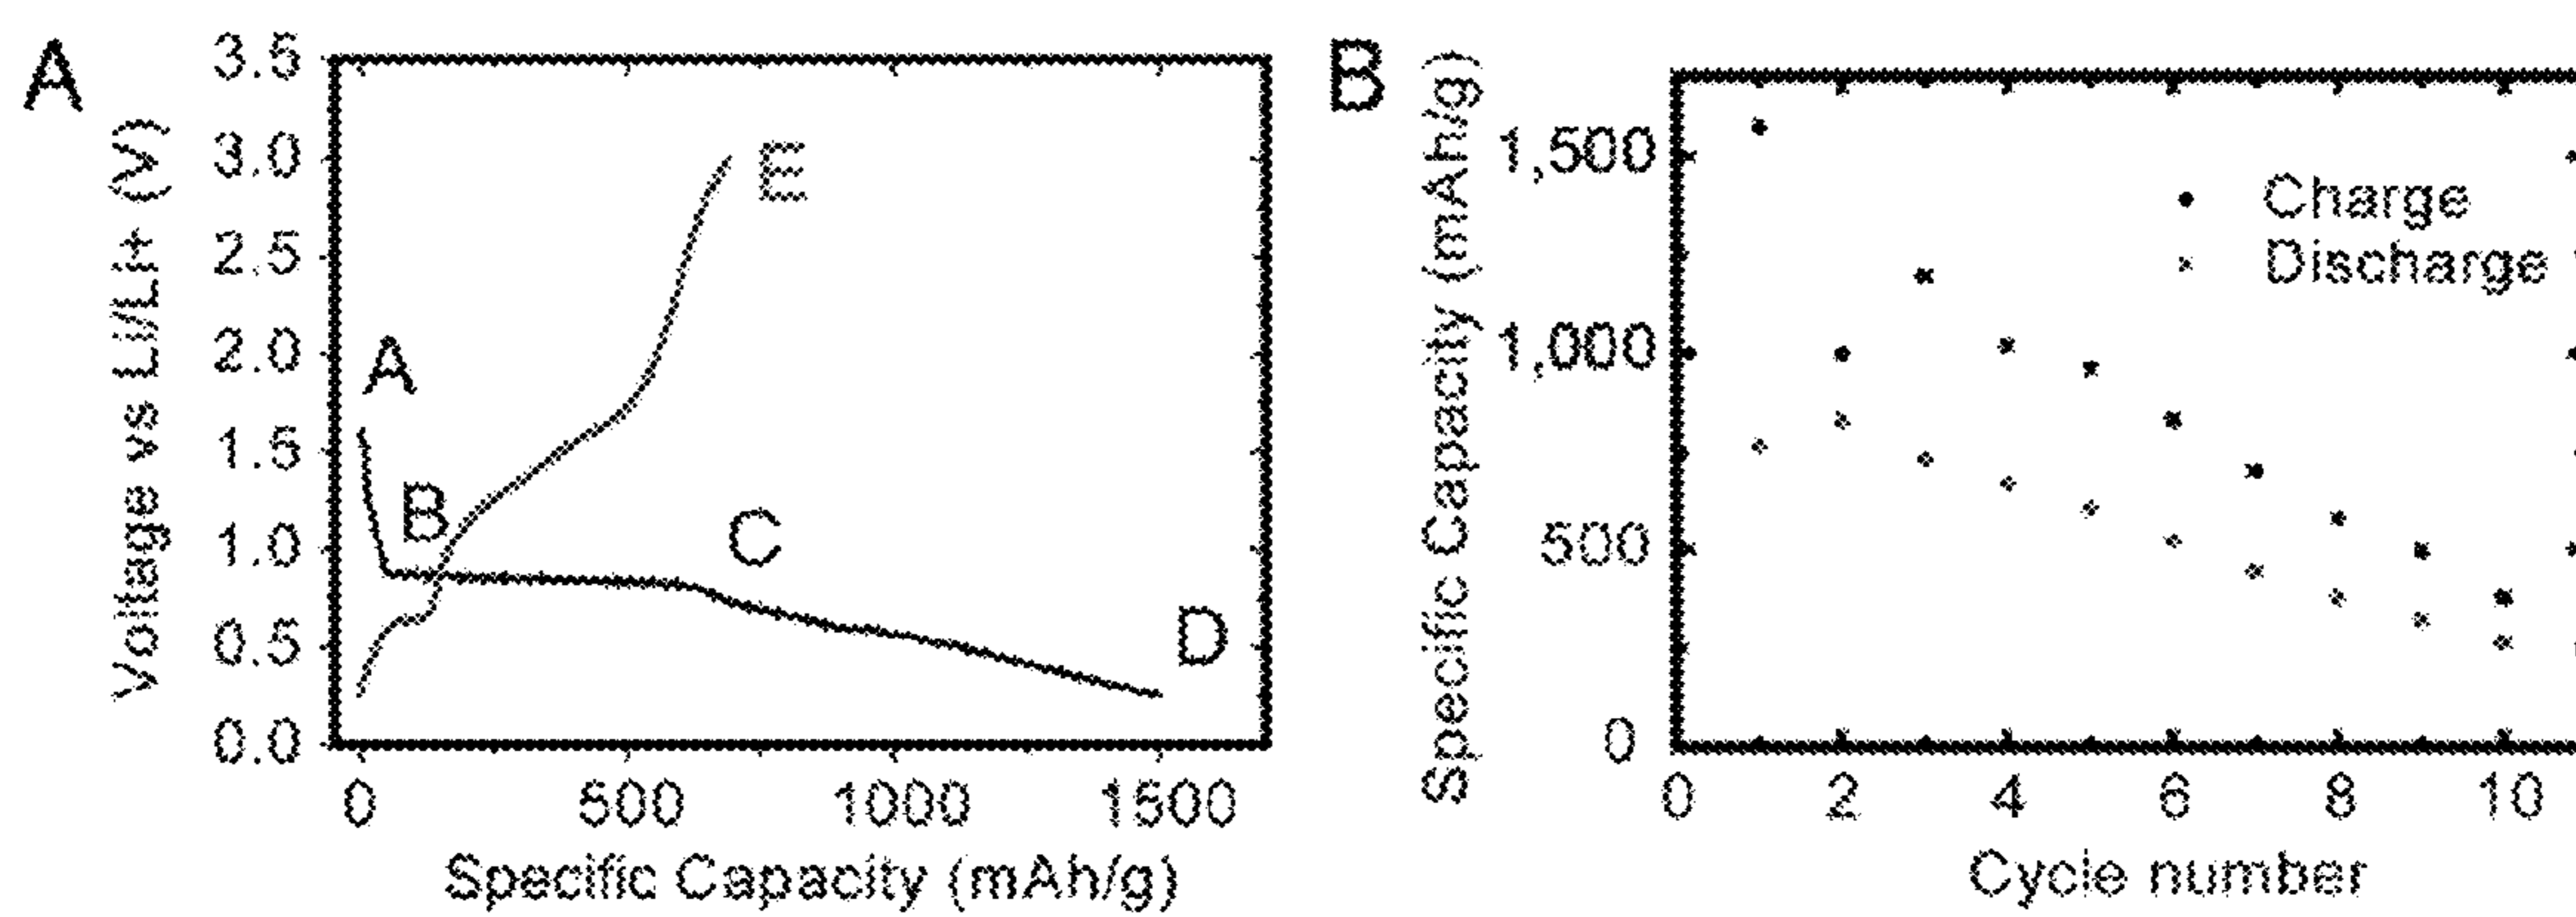 A
Voltage vs Li/Li+ (V)
3.5
3.0
2.5
2.0
1.5
1.0
0.5
0.0
A
B
C
D
E
0 500 1000 1500
Specific Capacity (mAh/g)
B
Specific Capacity (mAh/g)
1,500
1,000
500
0
Charge
Discharge
0 2 4 6 8 10
Cycle number